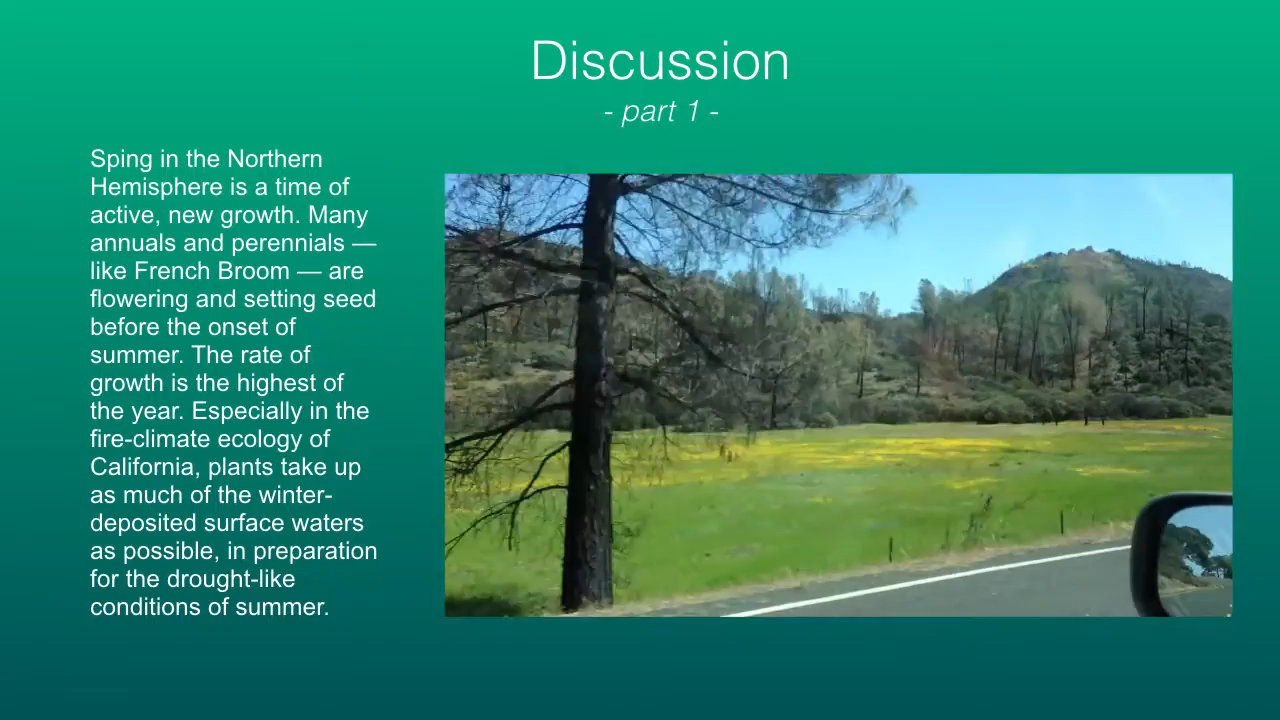 Discussion
- part 1 -
Sping in the Northern
Hemisphere is a time of
active, new growth. Many
annuals and perennials —
like French Broom — are
flowering and setting seed
before the onset of
summer. The rate of
growth is the highest of
the year. Especially in the
fire-climate ecology of
California, plants take up
as much of the winter-
deposited surface waters
as possible, in preparation
for the drought-like
conditions of summer.